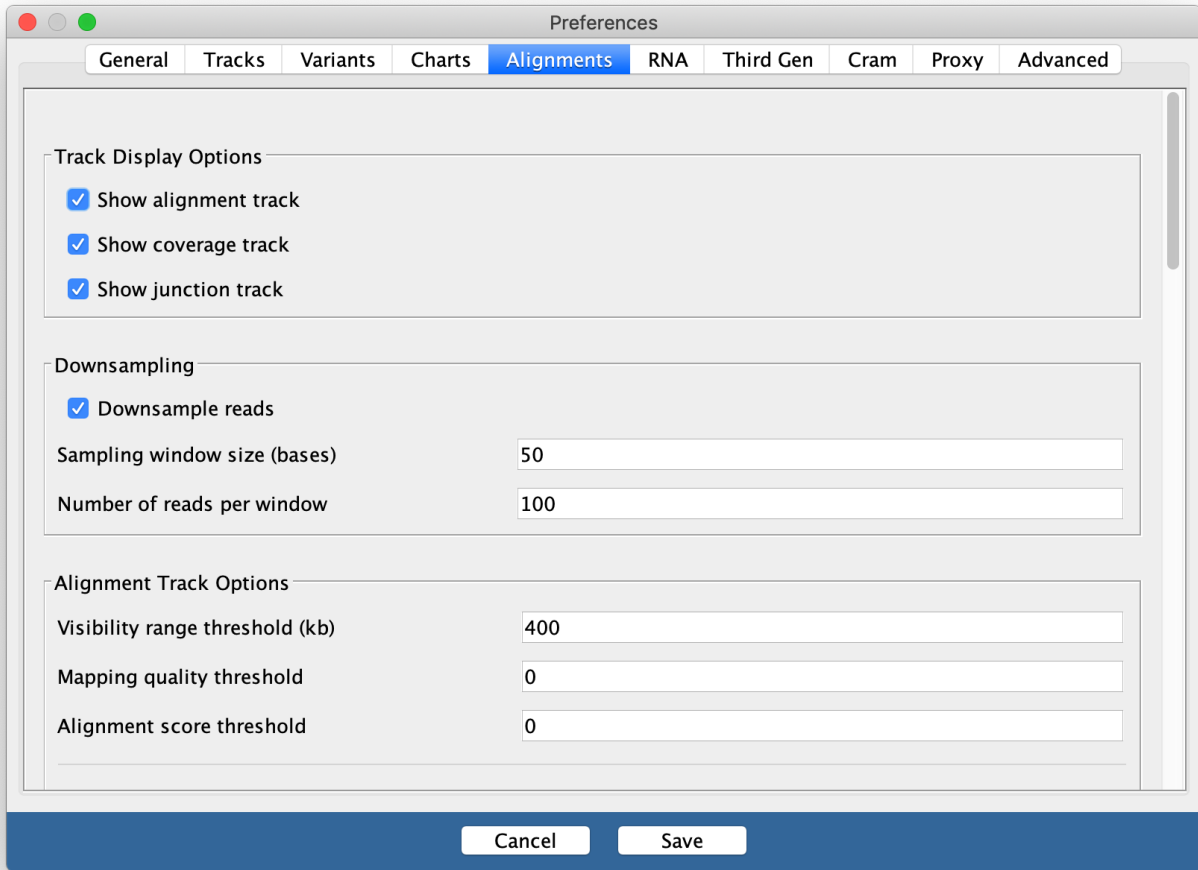 Preferences
General Tracks Variants Charts Alignments RNA Third Gen Cram Proxy Advanced
Track Display Options
Show alignment track
Show coverage track
Show junction track
Downsampling
Downsample reads
Sampling window size (bases) 50
Number of reads per window 100
Alignment Track Options
Visibility range threshold (kb) 400
Mapping quality threshold 0
Alignment score threshold 0
Cancel Save